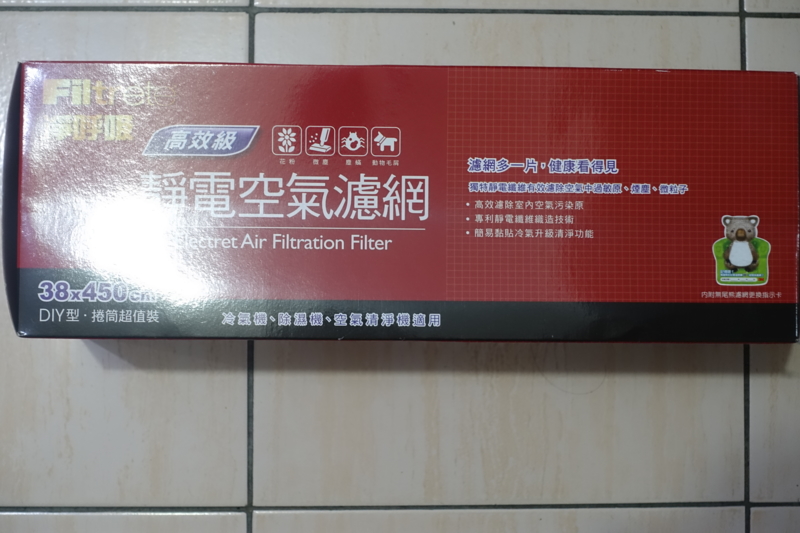 Filtrete
淨呼吸
高效級
花粉 微塵 塵蟎 動物毛屑
靜電空氣濾網
Electret Air Filtration Filter
38x450cm
DIY型·捲筒超值裝
冷氣機、除濕機、空氣清淨機適用
濾網多一片，健康看得見
獨特靜電纖維有效濾除空氣中過敏原、煙塵、微粒子
•高效濾除室內空氣污染原
•專利靜電纖維織造技術
•簡易黏貼冷氣升級清淨功能
內附無尾熊濾網更換指示卡